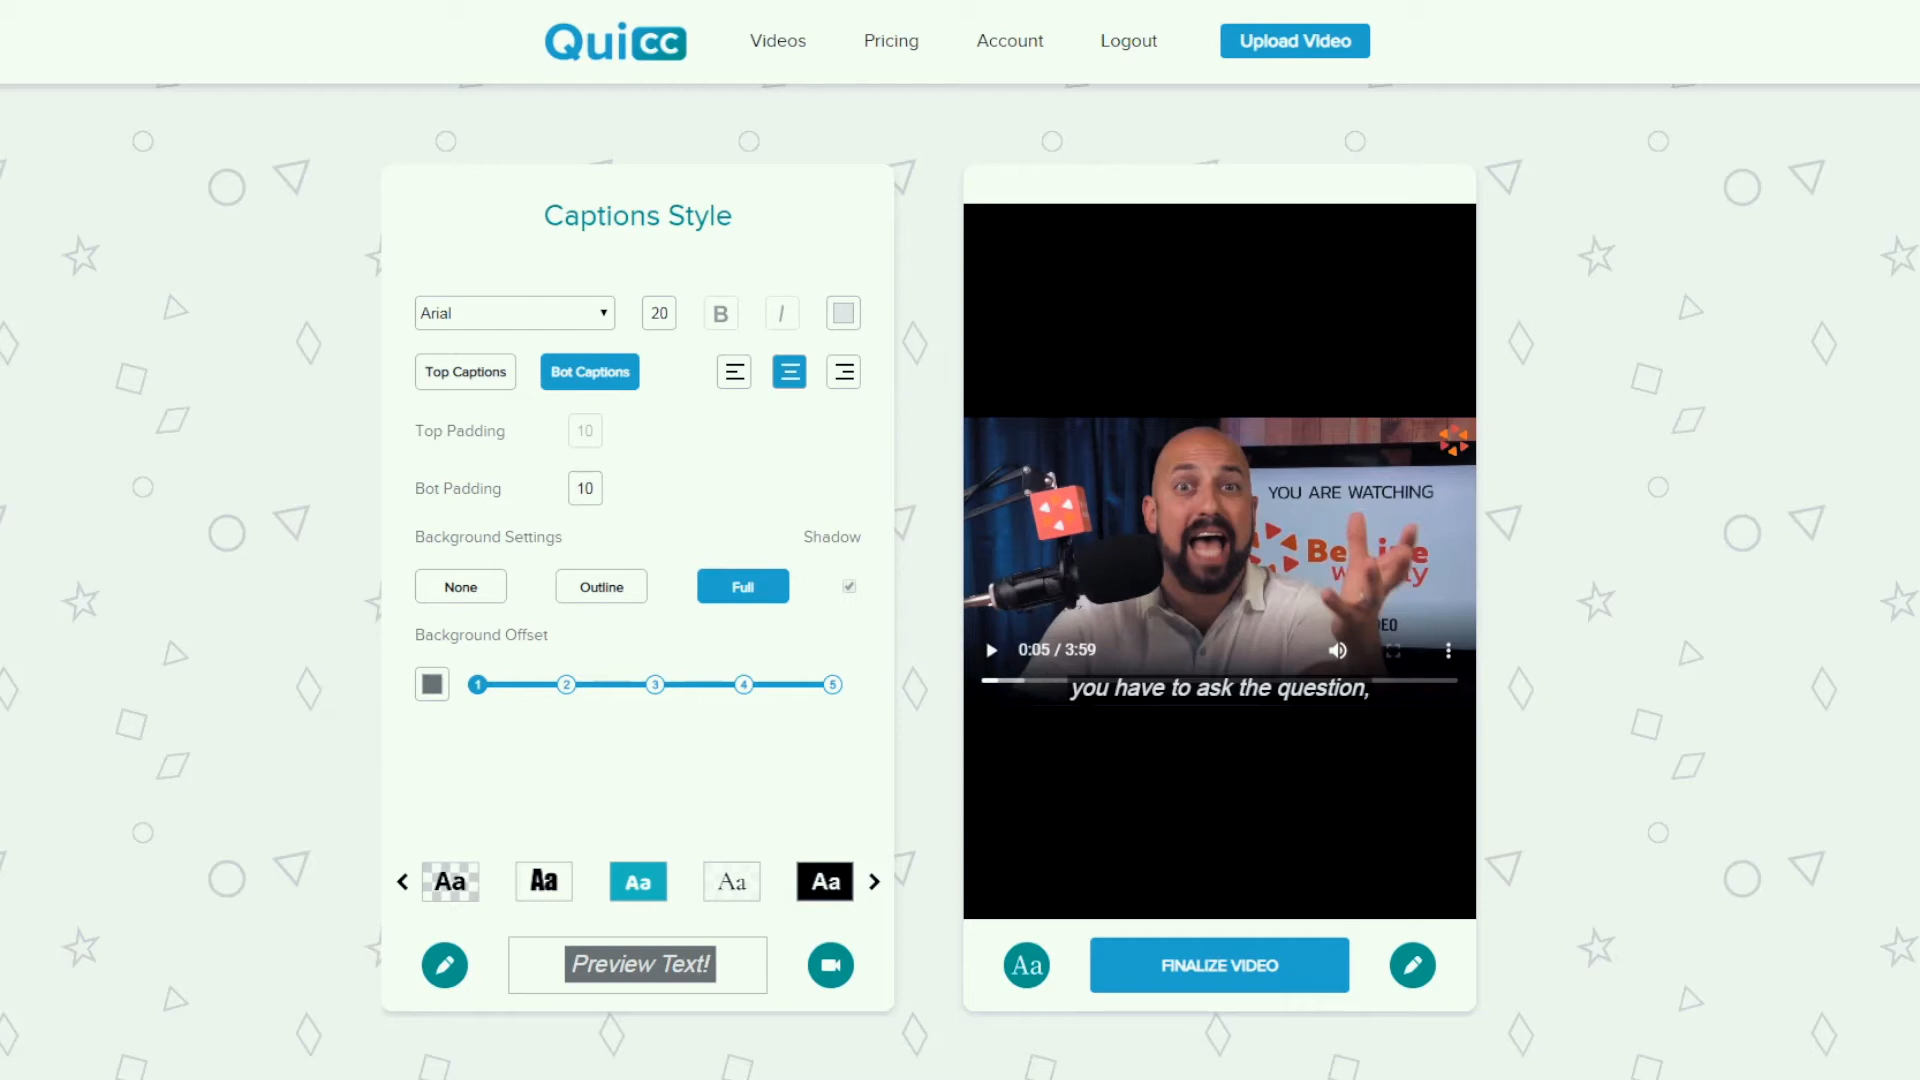 Quicc
Videos
Pricing
Account
Logout
Upload Video
Captions Style
Arial
20
B
I
Top Captions
Bot Captions
Top Padding
10
Bot Padding
10
Background Settings
Shadow
None
Outline
Full
Background Offset
1
2
3
4
5
Aa
Aa
Aa
Aa
Aa
Preview Text!
YOU ARE WATCHING
0:05 / 3:59
you have to ask the question,
Aa
FINALIZE VIDEO